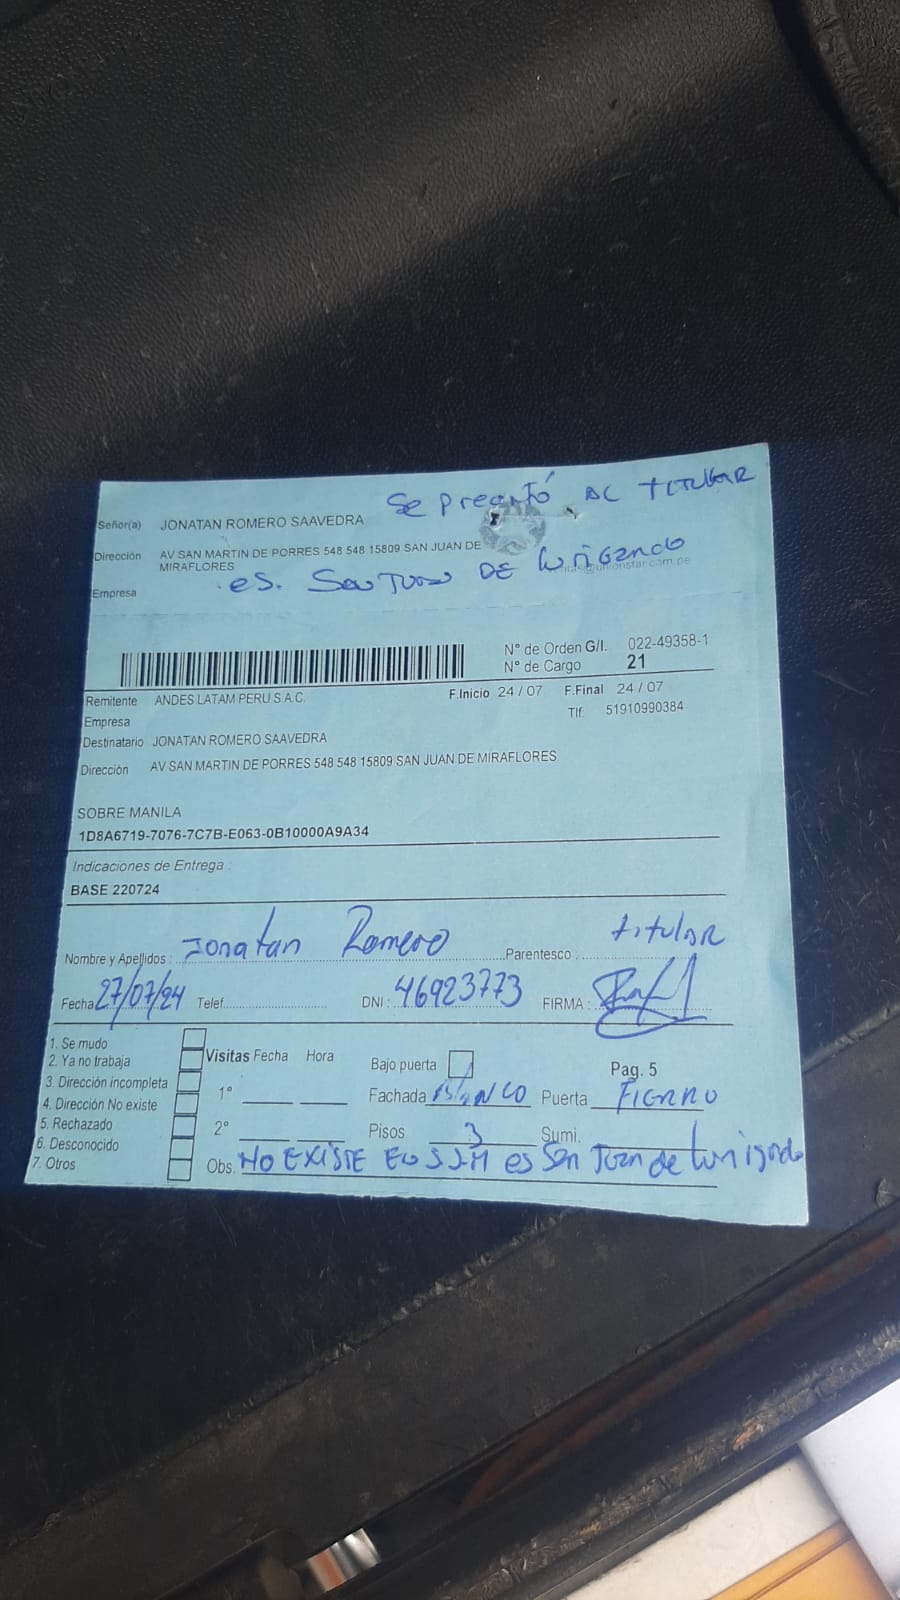 Se preguntó AL TITULAR
Señor(a) JONATAN ROMERO SAAVEDRA
Dirección AV SAN MARTIN DE PORRES 548 548 15809 SAN JUAN DE
MIRAFLORES
Empresa es. San Juan DE lurigancho
@unionstar.com.pe
N° de Orden G/I. 022-49358-1
N° de Cargo 21
Remitente ANDES LATAM PERU S.A.C. F.Inicio 24 / 07 F.Final 24 / 07
Empresa Tlf: 51910990384
Destinatario JONATAN ROMERO SAAVEDRA
Dirección AV SAN MARTIN DE PORRES 548 548 15809 SAN JUAN DE MIRAFLORES
SOBRE MANILA
1D8A6719-7076-7C7B-E063-0B10000A9A34
Indicaciones de Entrega :
BASE 220724
Nombre y Apellidos : Jonatan Romero Parentesco : titular
Fecha 27/07/24 Telef. DNI : 46923773 FIRMA :
1. Se mudo
2. Ya no trabaja
3. Dirección incompleta
4. Dirección No existe
5. Rechazado
6. Desconocido
7. Otros
Visitas Fecha Hora
1°
2°
Bajo puerta Pag. 5
Fachada BlANCO Puerta FIERRO
Pisos 3 Sumi.
Obs. NO EXISTE EN SJM es San Juan de Lurigancho